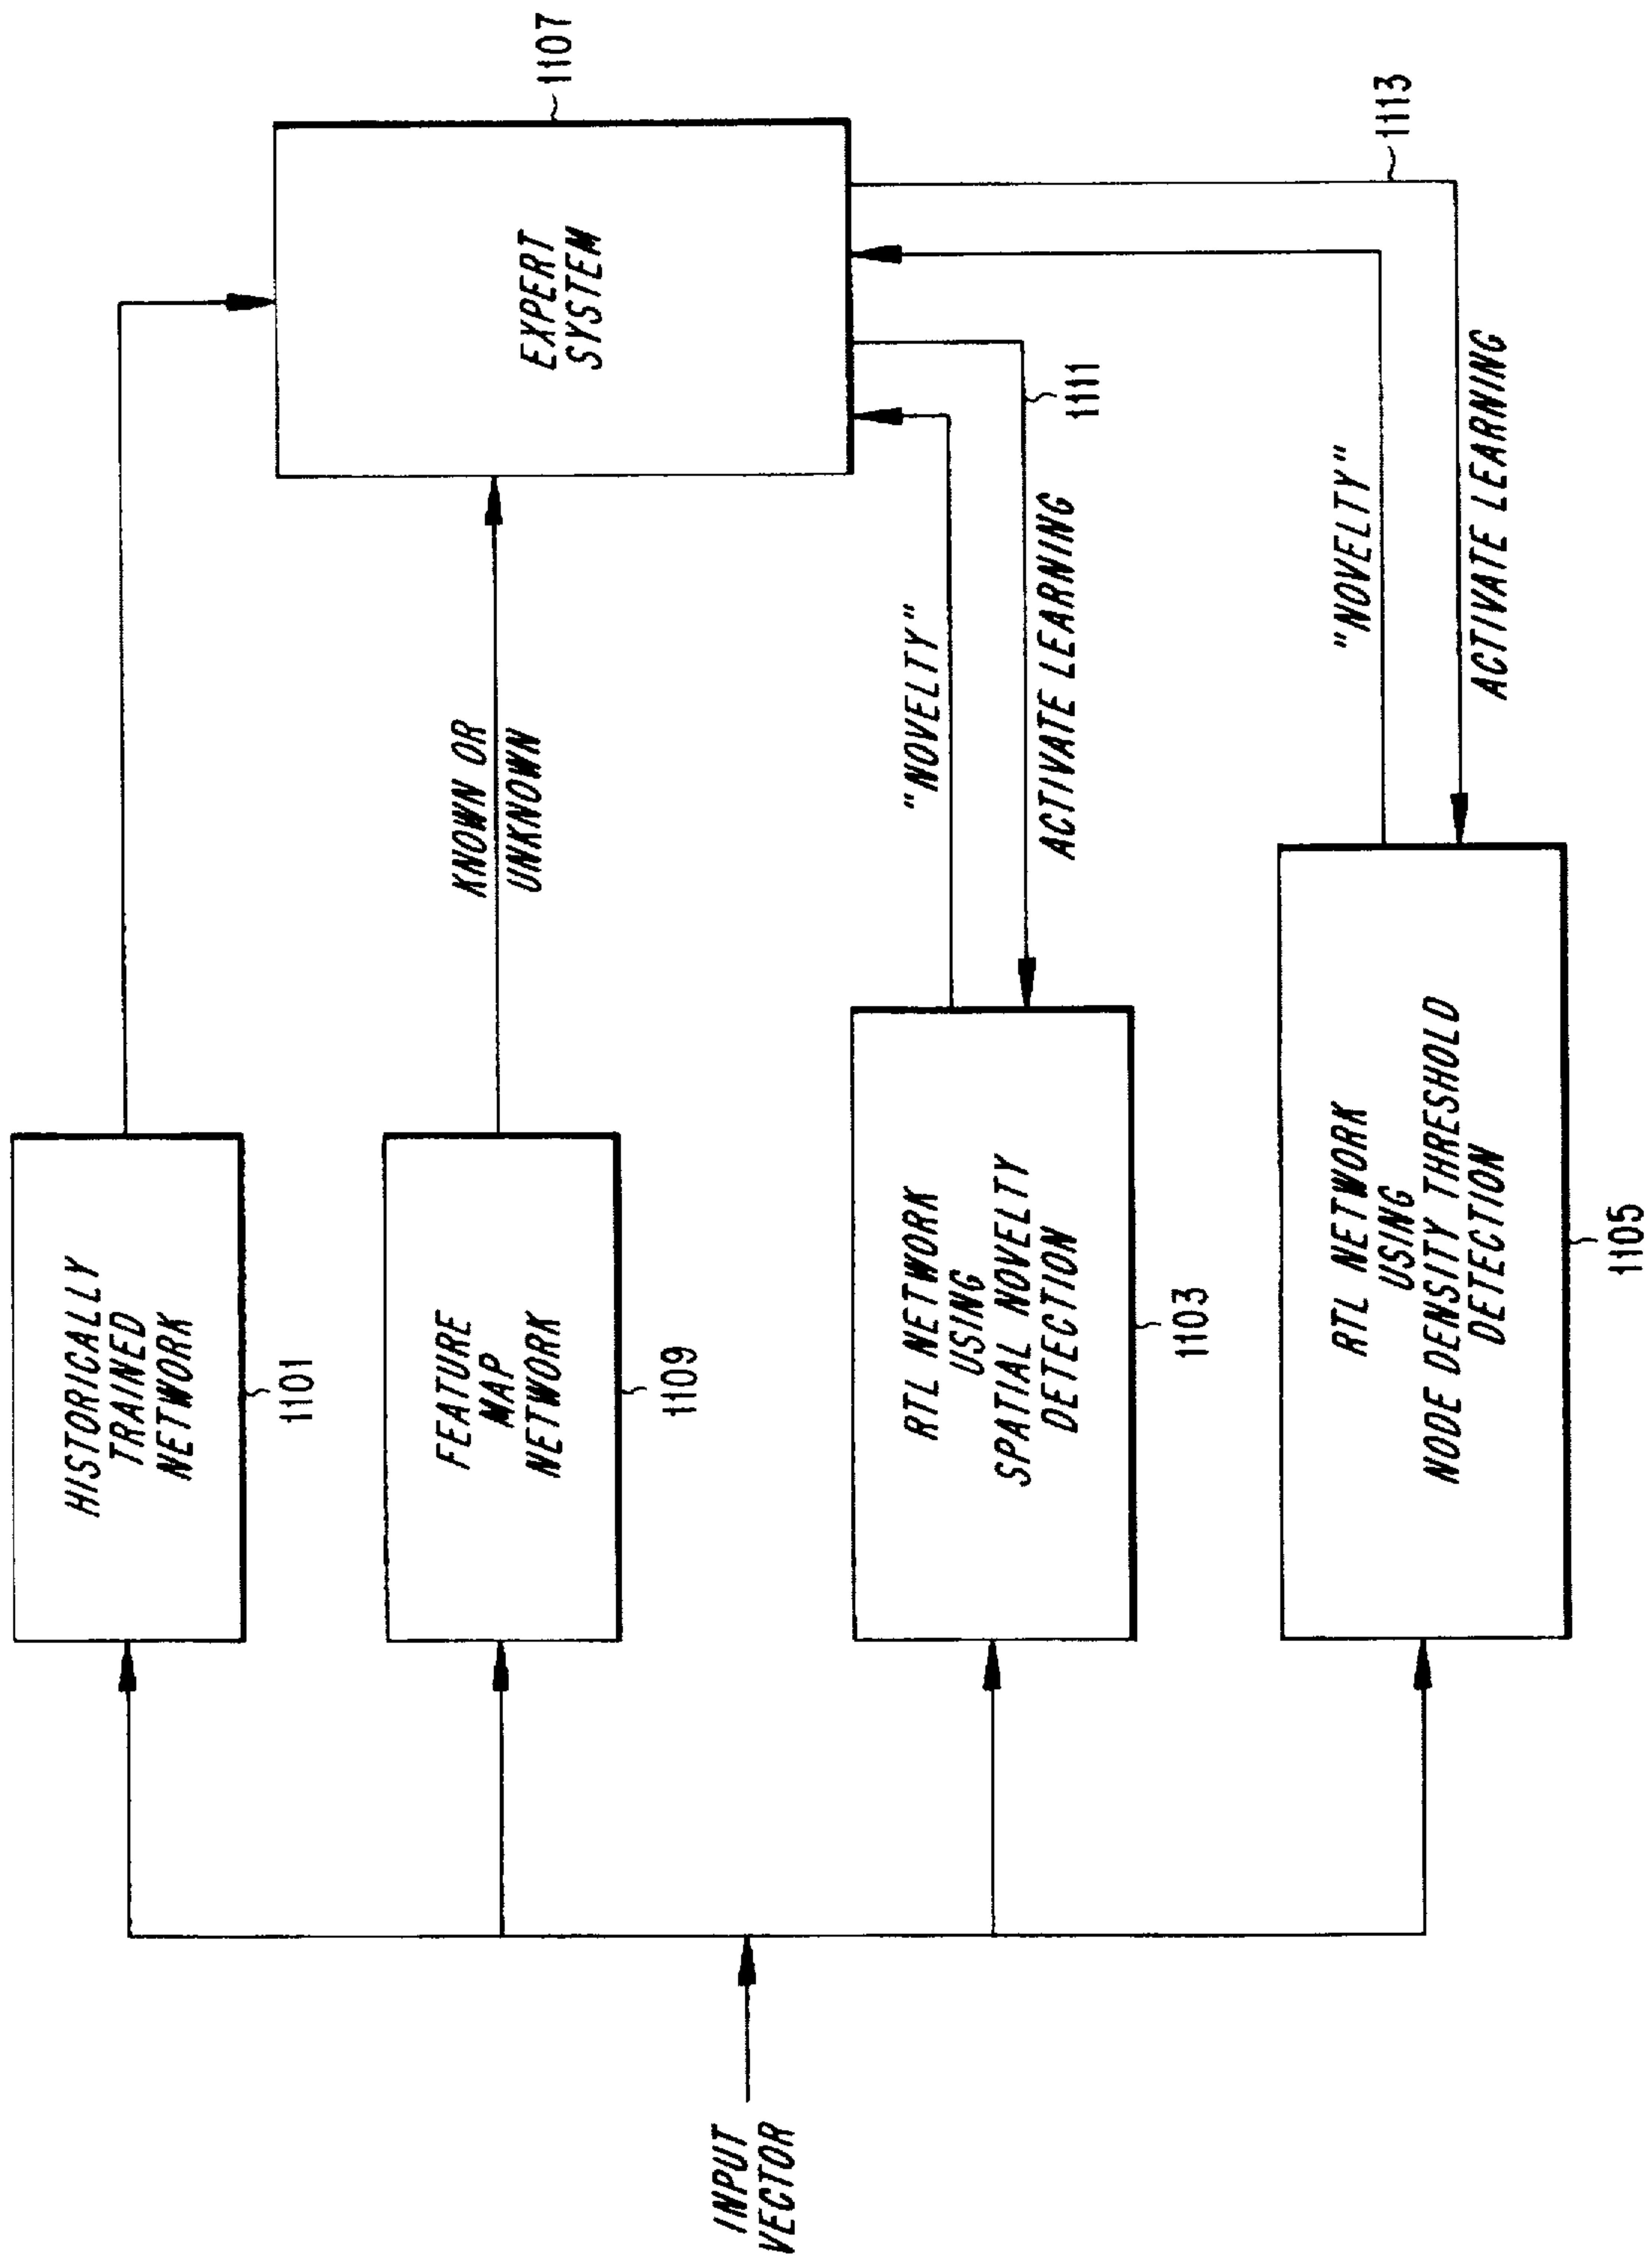 HISTORICALLY
TRAINED
NETWORK
1101
FEATURE
MAP
NETWORK
1109
KNOWN OR
UNKNOWN
EXPERT
SYSTEM
1107
INPUT
VECTOR
RTL NETWORK
USING
SPATIAL NOVELTY
DETECTION
1103
"NOVELTY"
ACTIVATE LEARNING
1111
RTL NETWORK
USING
NODE DENSITY THRESHOLD
DETECTION
1105
"NOVELTY"
ACTIVATE LEARNING
1113